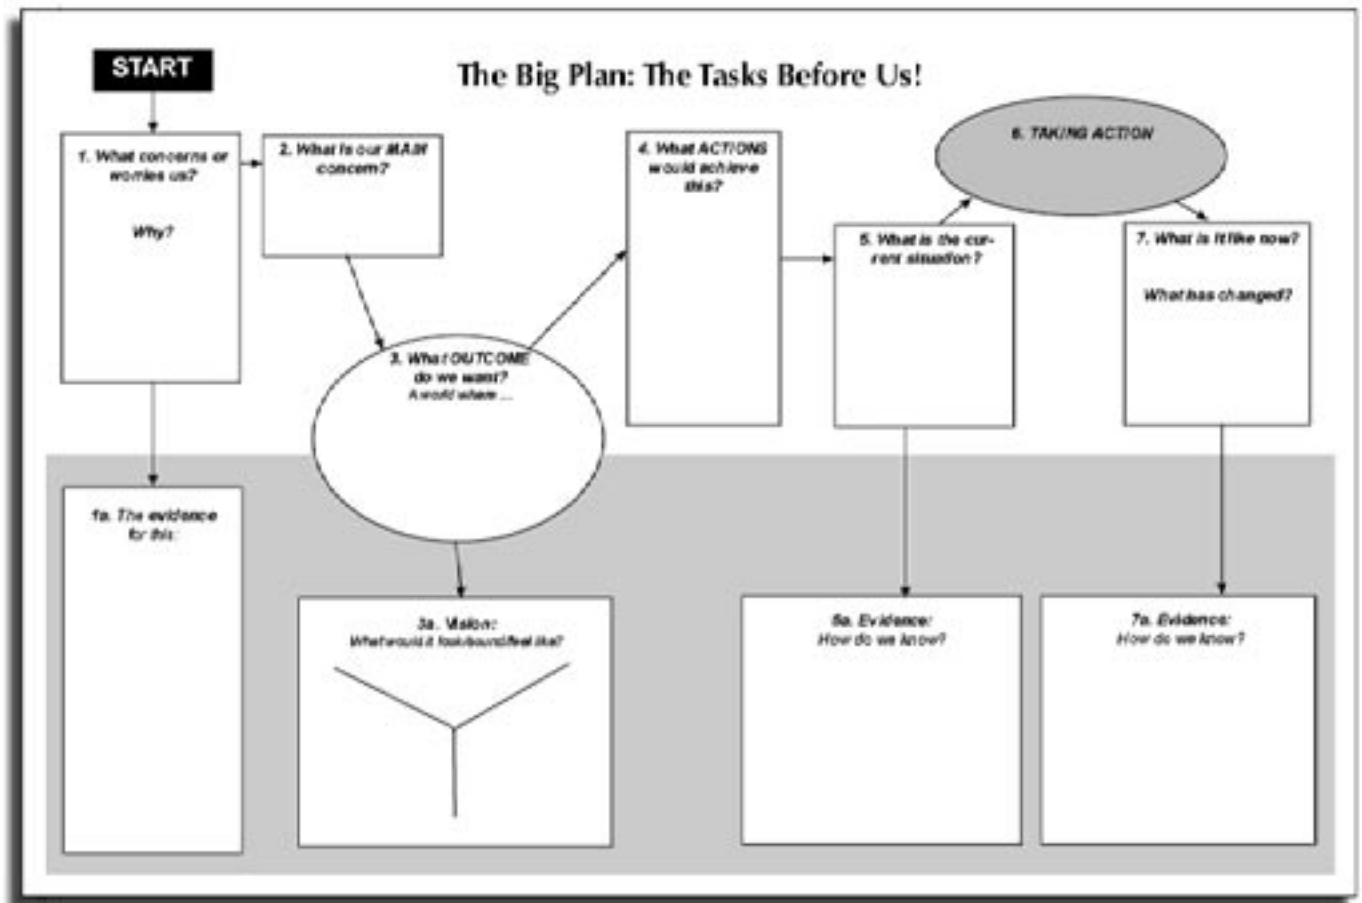 START
The Big Plan: The Tasks Before Us!
1. What concerns or
worries us?
Why?
2. What is our MAIN
concern?
3. What OUTCOME
do we want?
A world where ...
4. What ACTIONS
would achieve
this?
5. What is the cur-
rent situation?
6. TAKING ACTION
7. What is it like now?
What has changed?
1a. The evidence
for this:
3a. Vision:
What would it look/sound/feel like?
5a. Evidence:
How do we know?
7a. Evidence:
How do we know?